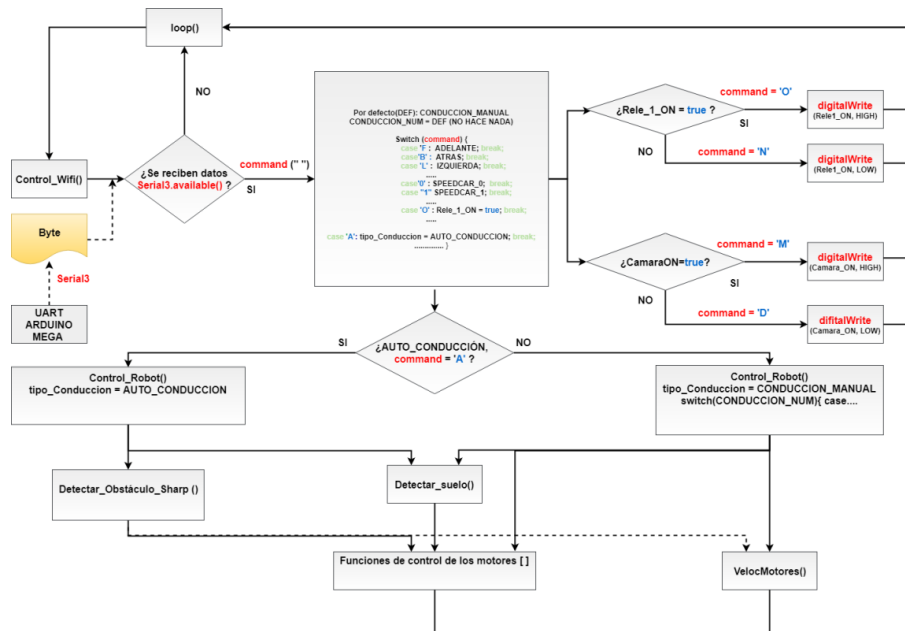 loop()
NO
Control_Wifi()
¿Se reciben datos
Serial3.available() ?
command (" ")
SI
Byte
Serial3
UART
ARDUINO
MEGA
Por defecto(DEF): CONDUCCION_MANUAL
CONDUCCION_NUM = DEF (NO HACE NADA)
Switch (command) {
case 'F : ADELANTE; break;
case'B' : ATRAS; break;
case 'L' : IZQUIERDA; break;
.....
case'0' : SPEEDCAR_0; break;
case "1" SPEEDCAR_1; break;
.....
case 'O' : Rele_1_ON = true; break;
.....
case 'A': tipo_Conduccion = AUTO_CONDUCCION; break;
.............. }
¿Rele_1_ON = true ?
command = 'O'
SI
digitalWrite
(Rele1_ON, HIGH)
NO
command = 'N'
digitalWrite
(Rele1_ON, LOW)
¿CamaraON=true?
command = 'M'
SI
digitalWrite
(Camara_ON, HIGH)
NO
command = 'D'
difitalWrite
(Camara_ON, LOW)
SI
¿AUTO_CONDUCCIÓN,
command = 'A' ?
NO
Control_Robot()
tipo_Conduccion = AUTO_CONDUCCION
Control_Robot()
tipo_Conduccion = CONDUCCION_MANUAL
switch(CONDUCCION_NUM){ case....
Detectar_Obstáculo_Sharp ()
Detectar_suelo()
Funciones de control de los motores [ ]
VelocMotores()